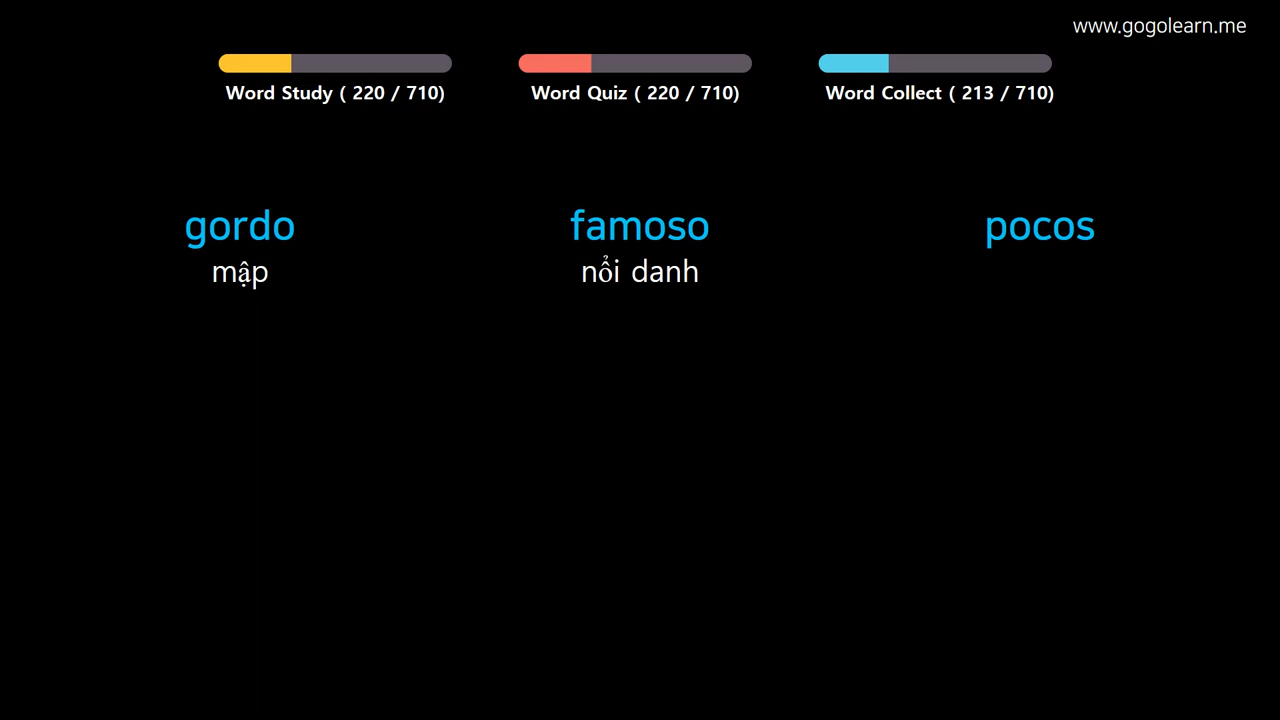 www.gogolearn.me
Word Study ( 220 / 710)
Word Quiz ( 220 / 710)
Word Collect ( 213 / 710)
gordo
mập
famoso
nổi danh
pocos